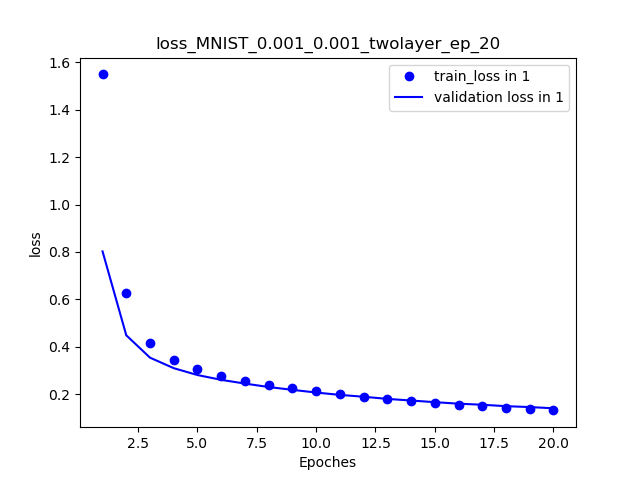 loss_MNIST_0.001_0.001_twolayer_ep_20
train_loss in 1
validation loss in 1
1.6
1.4
1.2
1.0
0.8
0.6
0.4
0.2
loss
2.5 5.0 7.5 10.0 12.5 15.0 17.5 20.0
Epoches